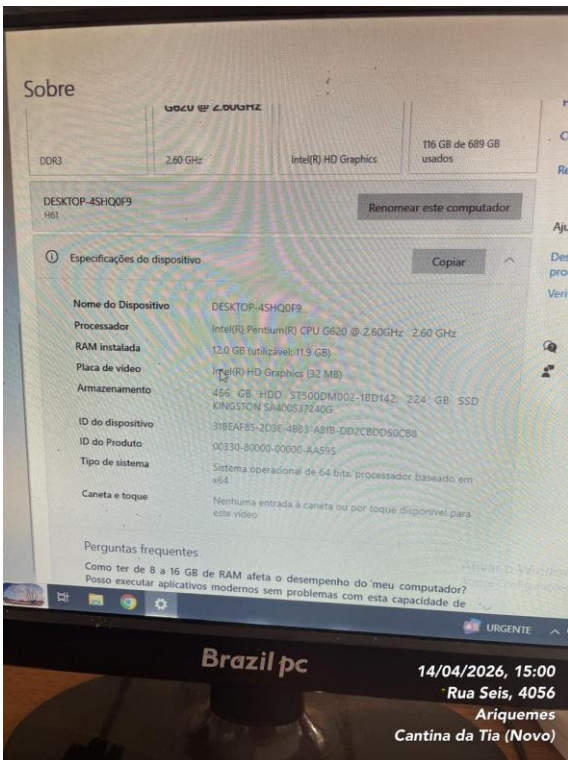 Sobre
G620 @ 2.60GHz
DDR3
2.60 GHz
Intel(R) HD Graphics
116 GB de 689 GB
usados
DESKTOP-4SHQ0F9
H61
Renomear este computador
Especificações do dispositivo
Copiar
Nome do Dispositivo DESKTOP-4SHQ0F9
Processador Intel(R) Pentium(R) CPU G620 @ 2.60GHz 2.60 GHz
RAM instalada 12,0 GB (utilizável: 11,9 GB)
Placa de vídeo Intel(R) HD Graphics (32 MB)
Armazenamento 466 GB HDD ST500DM002-1BD142, 224 GB SSD
KINGSTON SA400S37240G
ID do dispositivo
ID do Produto 00330-80000-00000-AA595
Tipo de sistema Sistema operacional de 64 bits, processador baseado em
x64
Caneta e toque Nenhuma entrada à caneta ou por toque disponível para
este vídeo
Perguntas frequentes
Como ter de 8 a 16 GB de RAM afeta o desempenho do meu computador?
Posso executar aplicativos modernos sem problemas com esta capacidade de
Ativar o Windows
URGENTE
Brazil pc
14/04/2026, 15:00
Rua Seis, 4056
Ariquemes
Cantina da Tia (Novo)